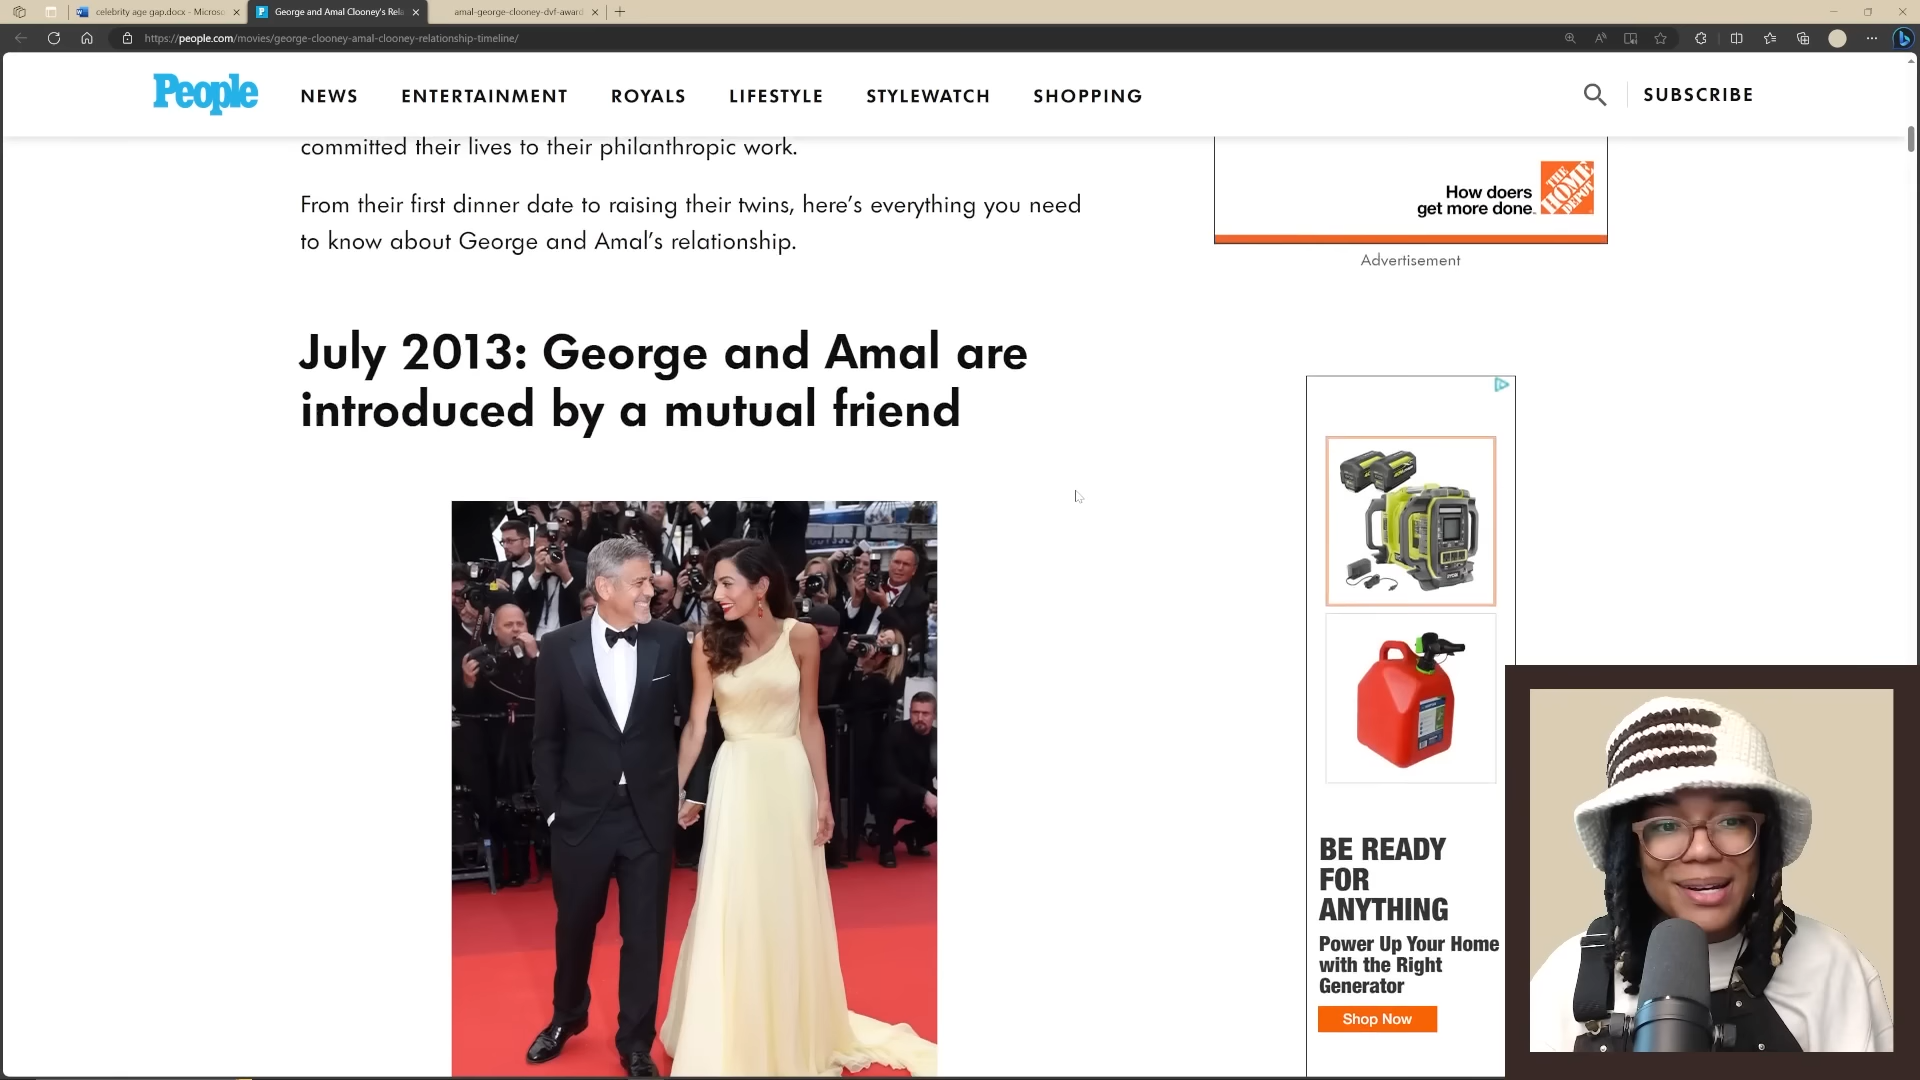 celebrity age gap.docx - Microso
George and Amal Clooney's Rela
amal-george-clooney-dvf-award
https://people.com/movies/george-clooney-amal-clooney-relationship-timeline/
People
NEWS
ENTERTAINMENT
ROYALS
LIFESTYLE
STYLEWATCH
SHOPPING
SUBSCRIBE
committed their lives to their philanthropic work.
From their first dinner date to raising their twins, here's everything you need
to know about George and Amal's relationship.
How doers
get more done.
THE
HOME
DEPOT
Advertisement
July 2013: George and Amal are
introduced by a mutual friend
BE READY
FOR
ANYTHING
Power Up Your Home
with the Right
Generator
Shop Now